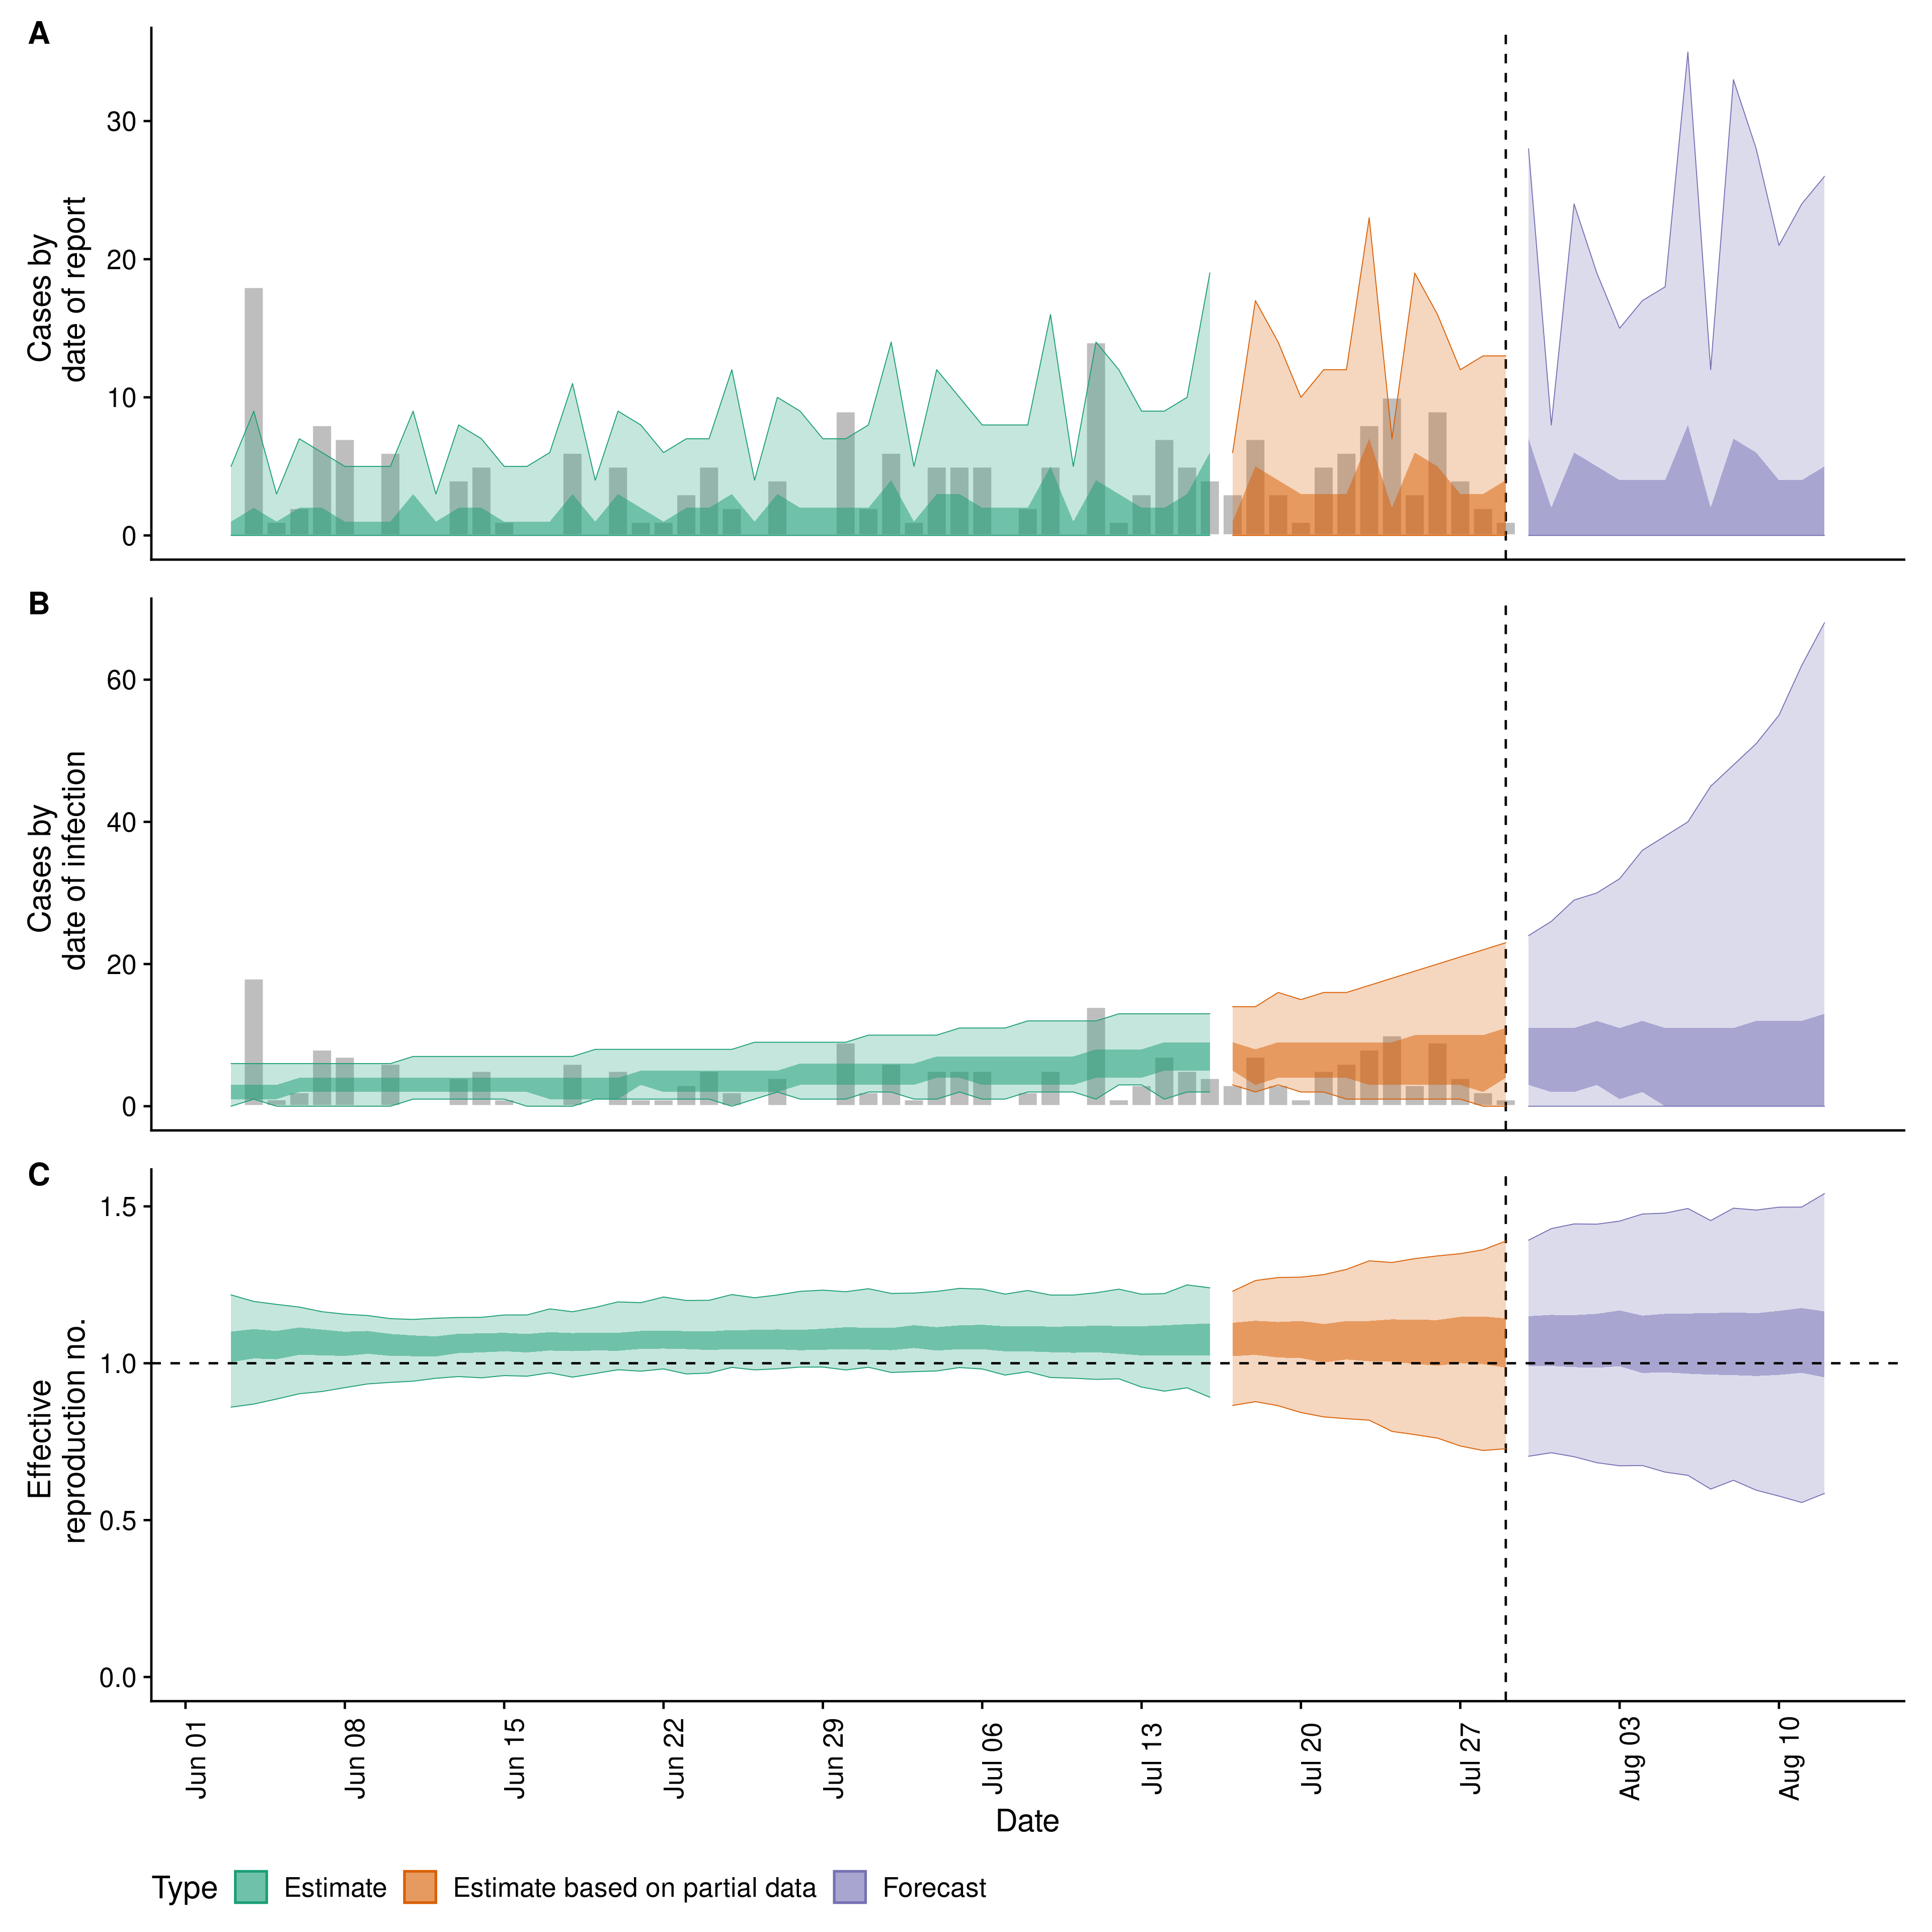 A
Cases by
date of report
30
20
10
0
B
Cases by
date of infection
60
40
20
0
C
Effective
reproduction no.
1.5
1.0
0.5
0.0
Jun 01
Jun 08
Jun 15
Jun 22
Jun 29
Jul 06
Jul 13
Jul 20
Jul 27
Aug 03
Aug 10
Date
Type Estimate Estimate based on partial data Forecast